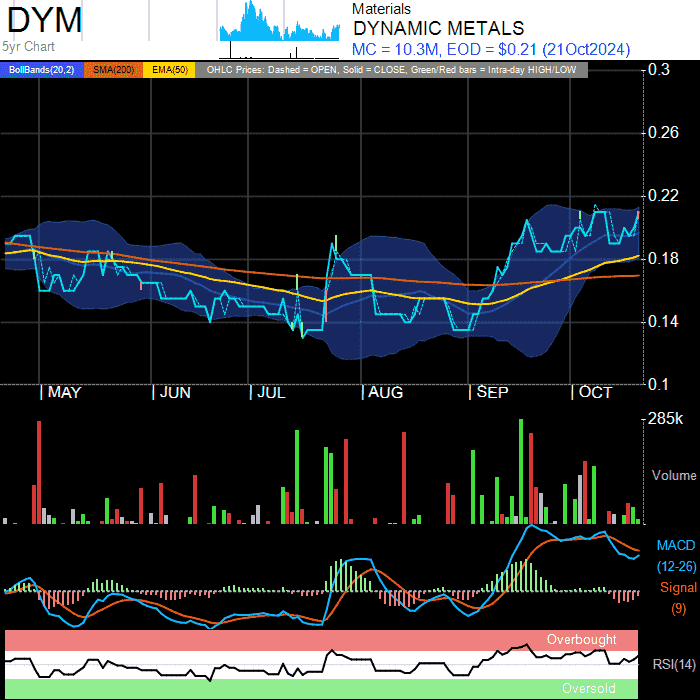 DYM
5yr Chart
Materials
DYNAMIC METALS
MC = 10.3M, EOD = $0.21 (21Oct2024)
BollBands(20,2) SMA(200) EMA(50) OHLC Prices: Dashed = OPEN, Solid = CLOSE, Green/Red bars = Intra-day HIGH/LOW
0.3
0.26
0.22
0.18
0.14
0.1
MAY JUN JUL AUG SEP OCT
285k
Volume
MACD
(12-26)
Signal
(9)
Overbought
RSI(14)
Oversold